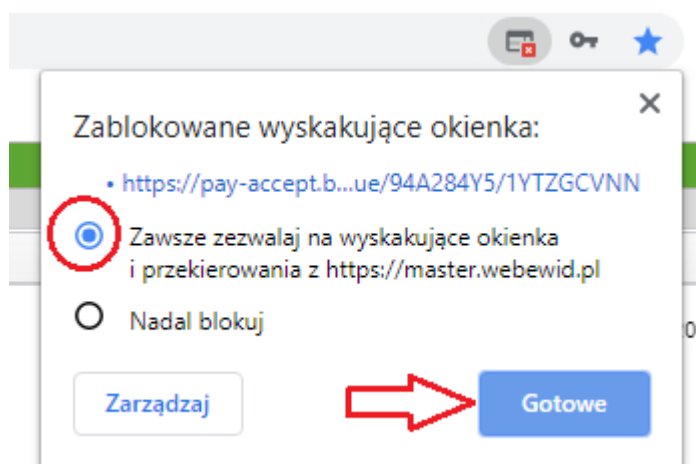 Zablokowane wyskakujące okienka:
• https://pay-accept.b...ue/94A284Y5/1YTZGCVNN
Zawsze zezwalaj na wyskakujące okienka
i przekierowania z https://master.webewid.pl
Nadal blokuj
Zarządzaj
Gotowe